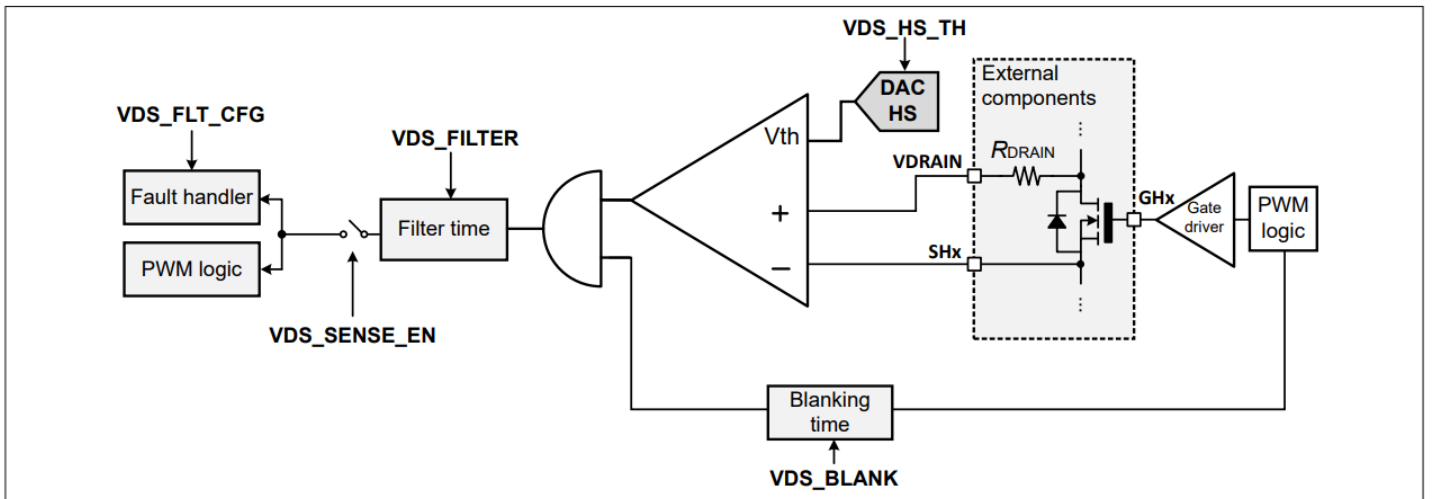 VDS_HS_TH
DAC
HS
External
components
VDS_FLT_CFG
VDS_FILTER
Vth
VDRAIN
RDRAIN
Fault handler
Filter time
PWM logic
+
−
SHx
GHx
Gate
driver
PWM
logic
VDS_SENSE_EN
Blanking
time
VDS_BLANK